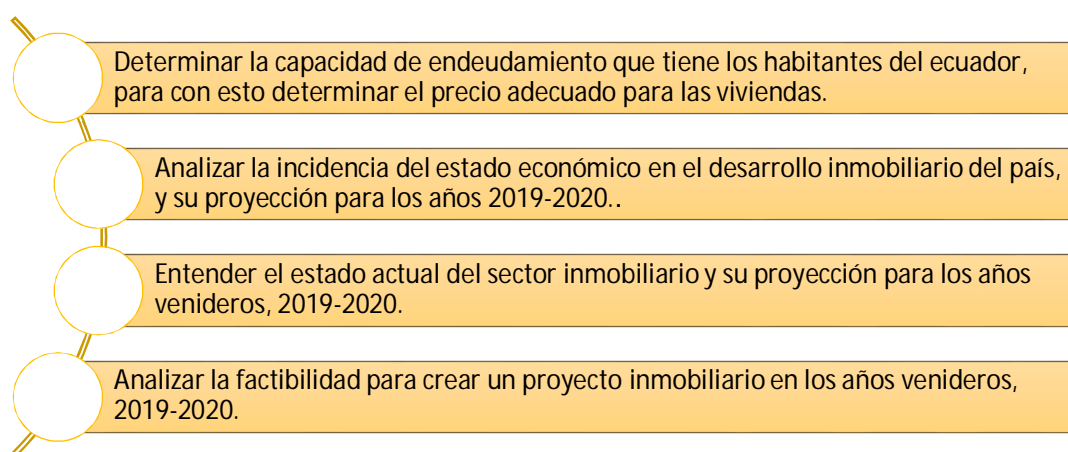 Determinar la capacidad de endeudamiento que tiene los habitantes del ecuador,
para con esto determinar el precio adecuado para las viviendas.
Analizar la incidencia del estado económico en el desarrollo inmobiliario del país,
y su proyección para los años 2019-2020..
Entender el estado actual del sector inmobiliario y su proyección para los años
venideros, 2019-2020.
Analizar la factibilidad para crear un proyecto inmobiliario en los años venideros,
2019-2020.